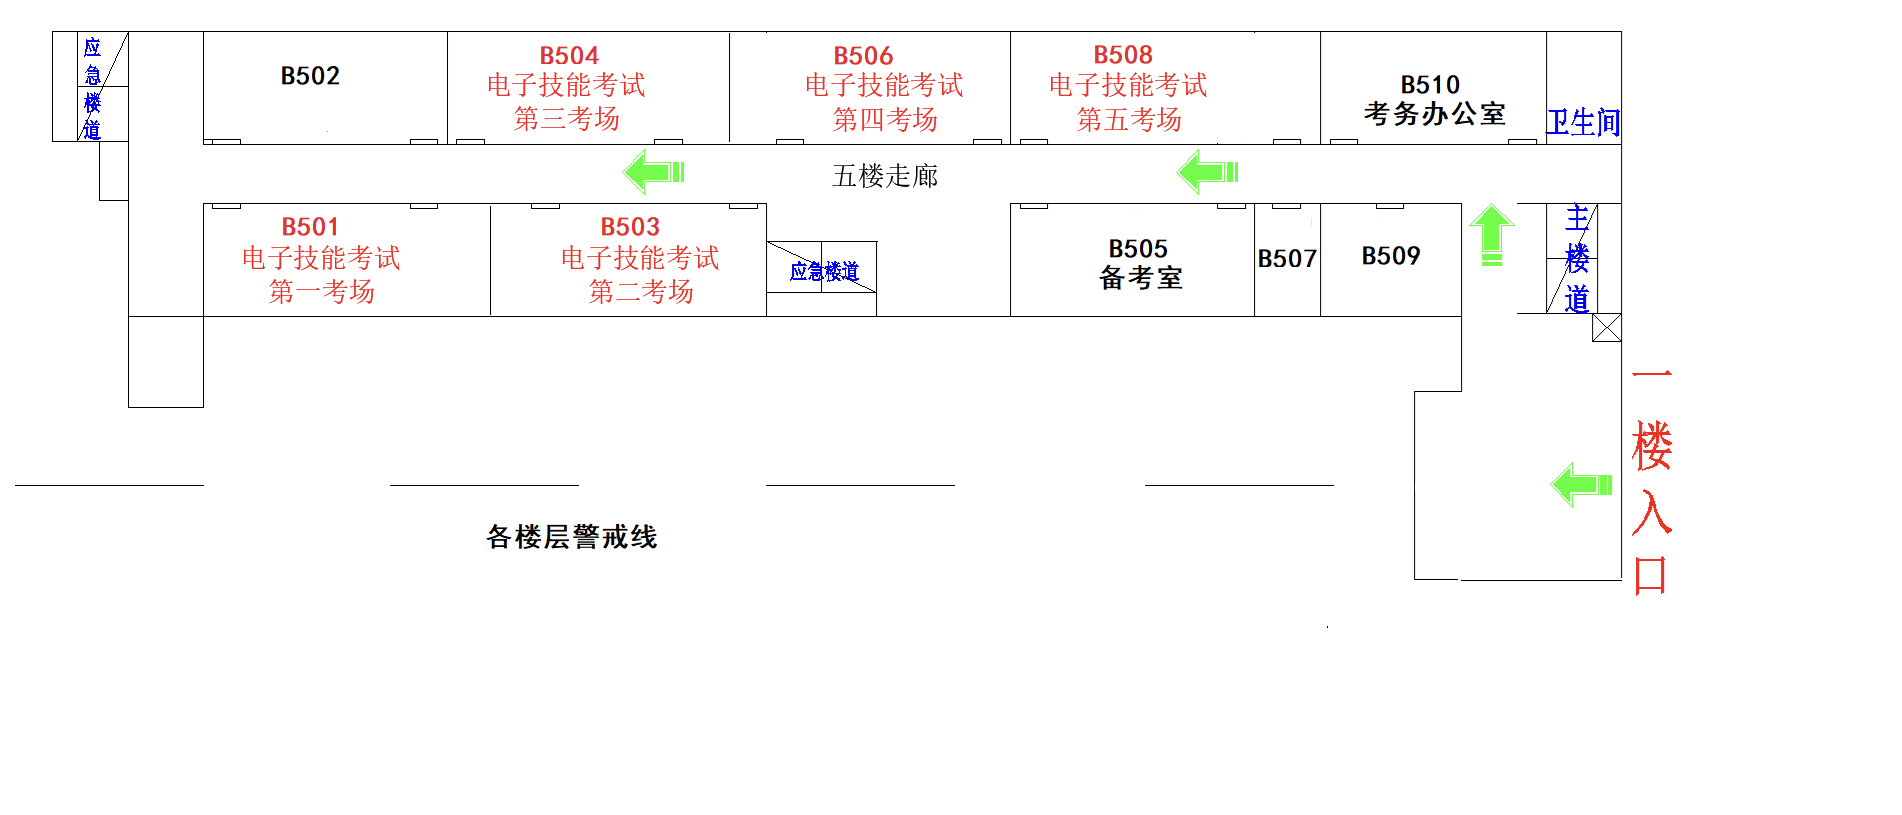 应急楼道
B502
B504
电子技能考试
第三考场
B506
电子技能考试
第四考场
B508
电子技能考试
第五考场
B510
考务办公室
卫生间
五楼走廊
B501
电子技能考试
第一考场
B503
电子技能考试
第二考场
应急楼道
B505
备考室
B507
B509
主楼道
一楼入口
各楼层警戒线